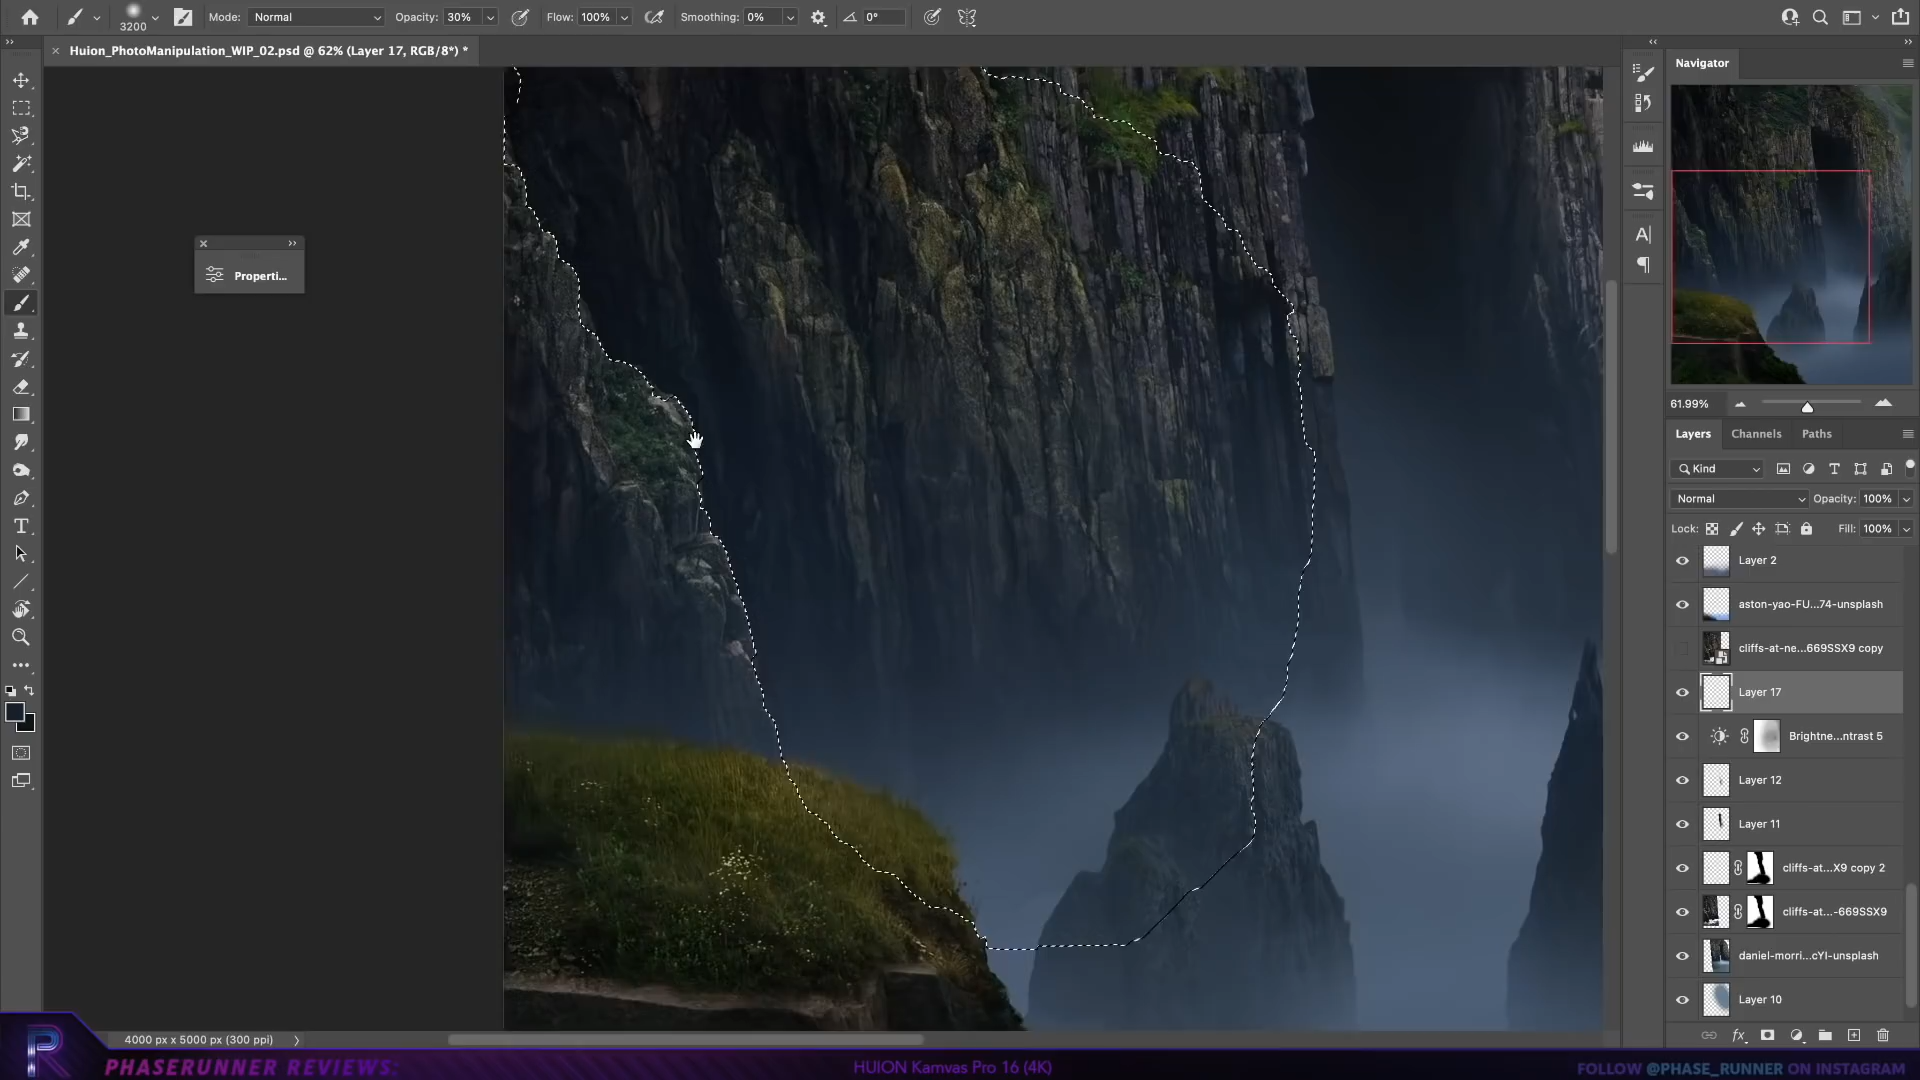 3200
Mode:
Normal
Opacity:
30%
Flow:
100%
Smoothing:
0%
0°
Huion_PhotoManipulation_WIP_02.psd @ 62% (Layer 17, RGB/8*) *
Properti...
Navigator
61.99%
Layers
Channels
Paths
Kind
Normal
Opacity:
100%
Lock:
Fill:
100%
Layer 2
aston-yao-FU...74-unsplash
cliffs-at-ne...669SSX9 copy
Layer 17
Brightne...ntrast 5
Layer 12
Layer 11
cliffs-at...X9 copy 2
cliffs-at...-669SSX9
daniel-morri...cYI-unsplash
Layer 10
4000 px x 5000 px (300 ppi)
PHASERUNNER REVIEWS:
HUION Kamvas Pro 16 (4K)
FOLLOW @PHASE_RUNNER ON INSTAGRAM